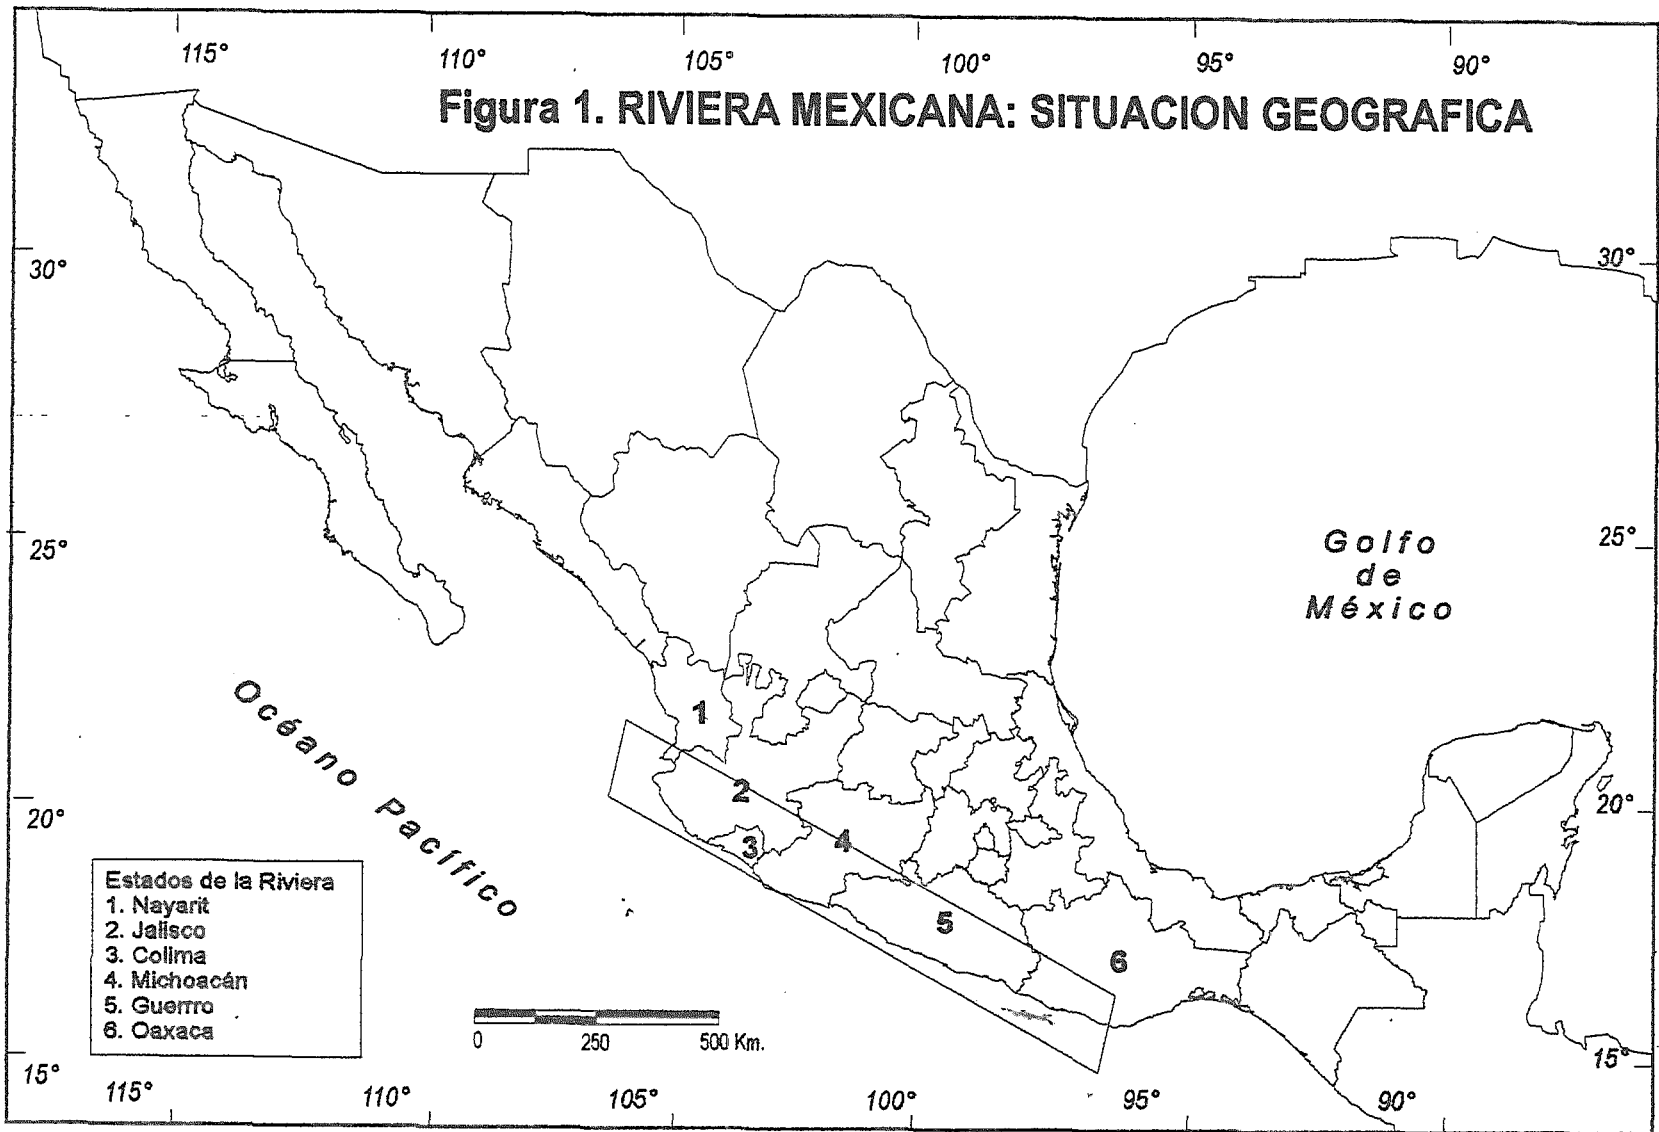 115° 110° 105° 100° 95° 90°
Figura 1. RIVIERA MEXICANA: SITUACION GEOGRAFICA
30° 30°
25° 25°
Golfo
de
México
Océano Pacífico
1
2
3
4
5
6
20° 20°
Estados de la Riviera
1. Nayarit
2. Jalisco
3. Colima
4. Michoacán
5. Guerrro
6. Oaxaca
0 250 500 Km.
15° 15°
115° 110° 105° 100° 95° 90°